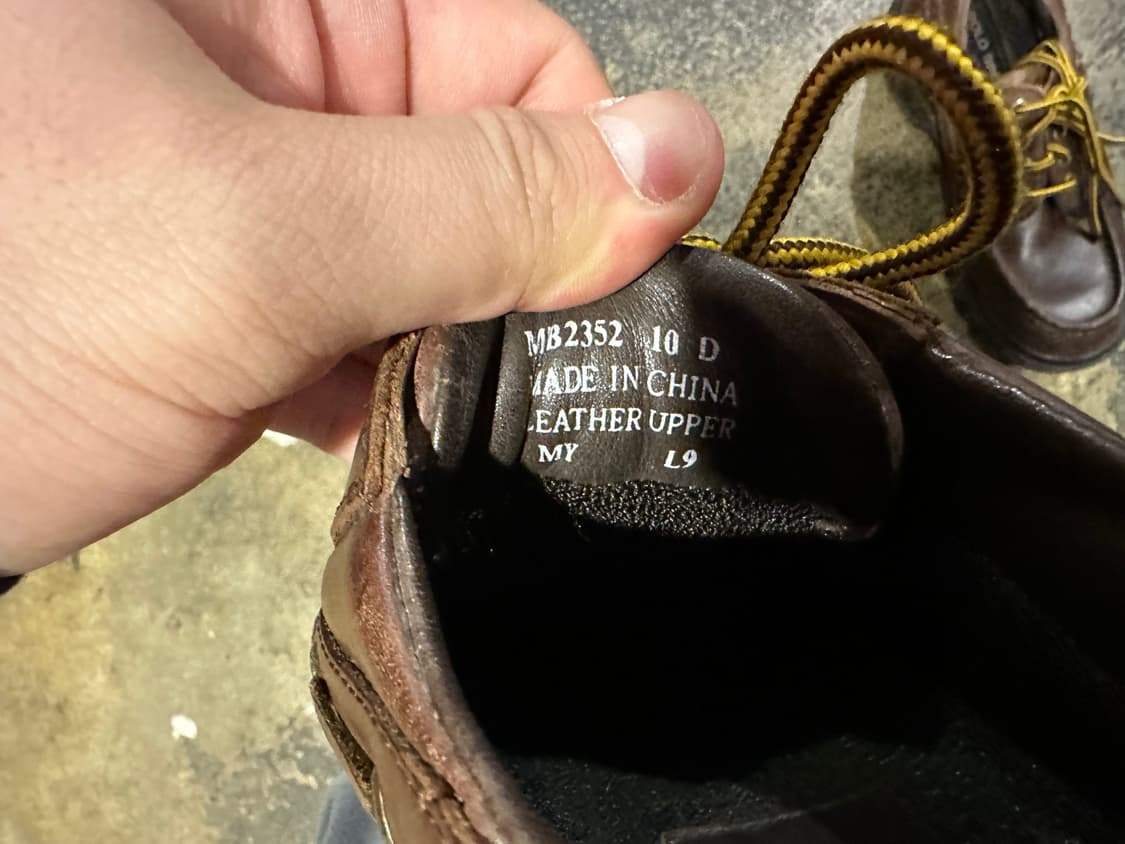 MB2352 10 D
MADE IN CHINA
LEATHER UPPER
MY L9